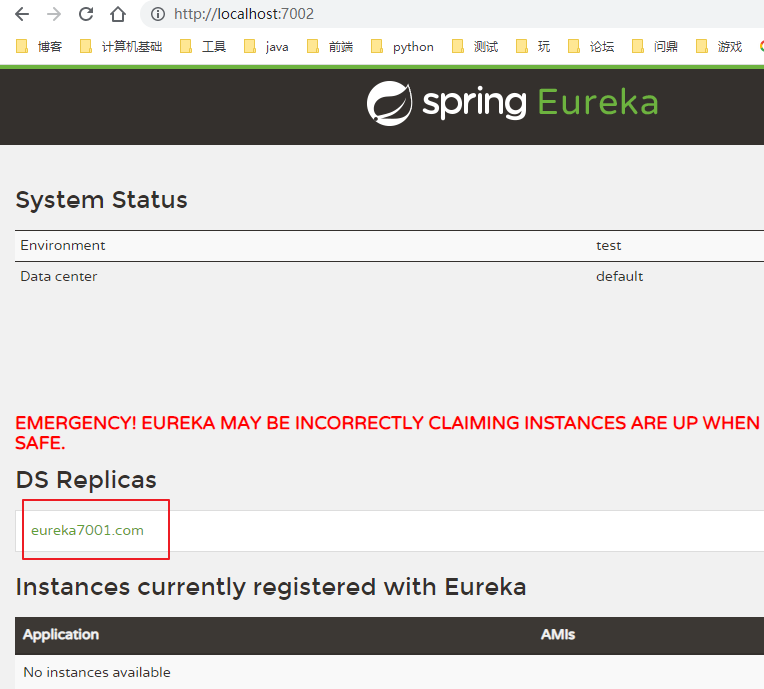 http://localhost:7002
博客 计算机基础 工具 java 前端 python 测试 玩 论坛 问鼎 游戏
spring Eureka
System Status
Environment test
Data center default
EMERGENCY! EUREKA MAY BE INCORRECTLY CLAIMING INSTANCES ARE UP WHEN
SAFE.
DS Replicas
eureka7001.com
Instances currently registered with Eureka
Application AMIs
No instances available